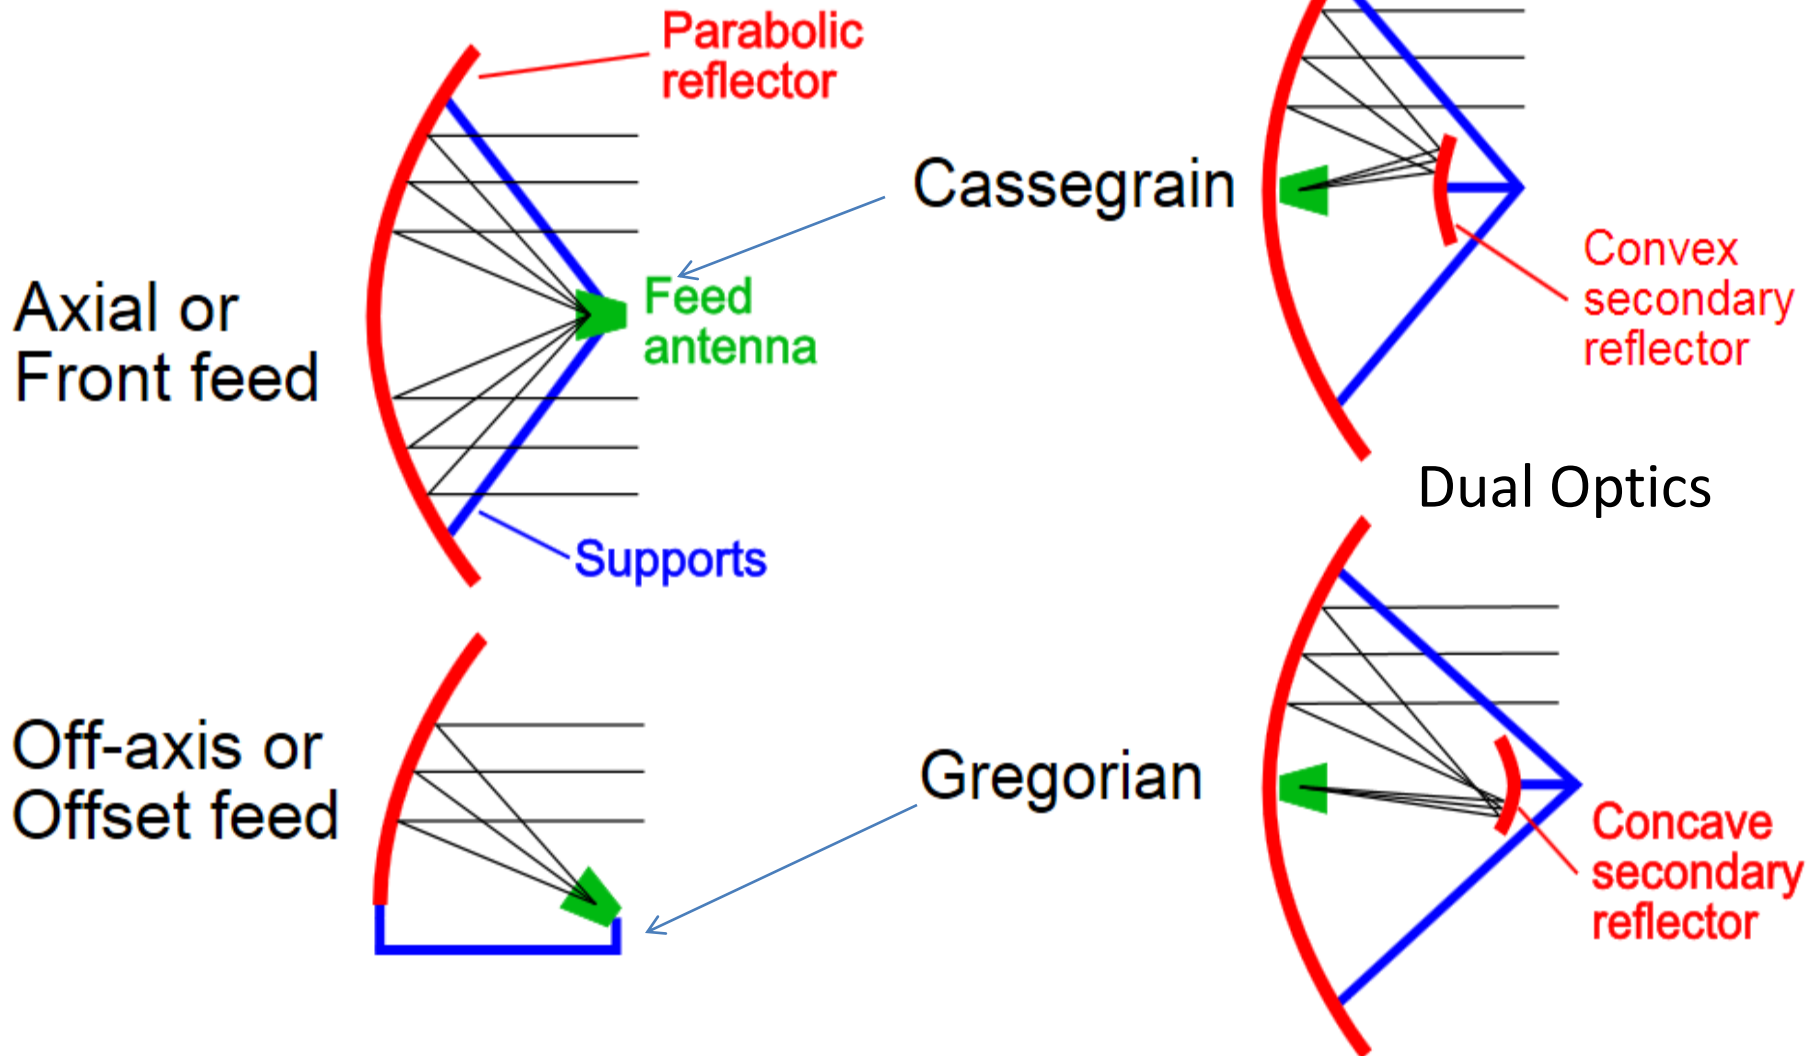 Parabolic
reflector
Cassegrain
Convex
secondary
reflector
Axial or
Front feed
Feed
antenna
Supports
Dual Optics
Off-axis or
Offset feed
Gregorian
Concave
secondary
reflector